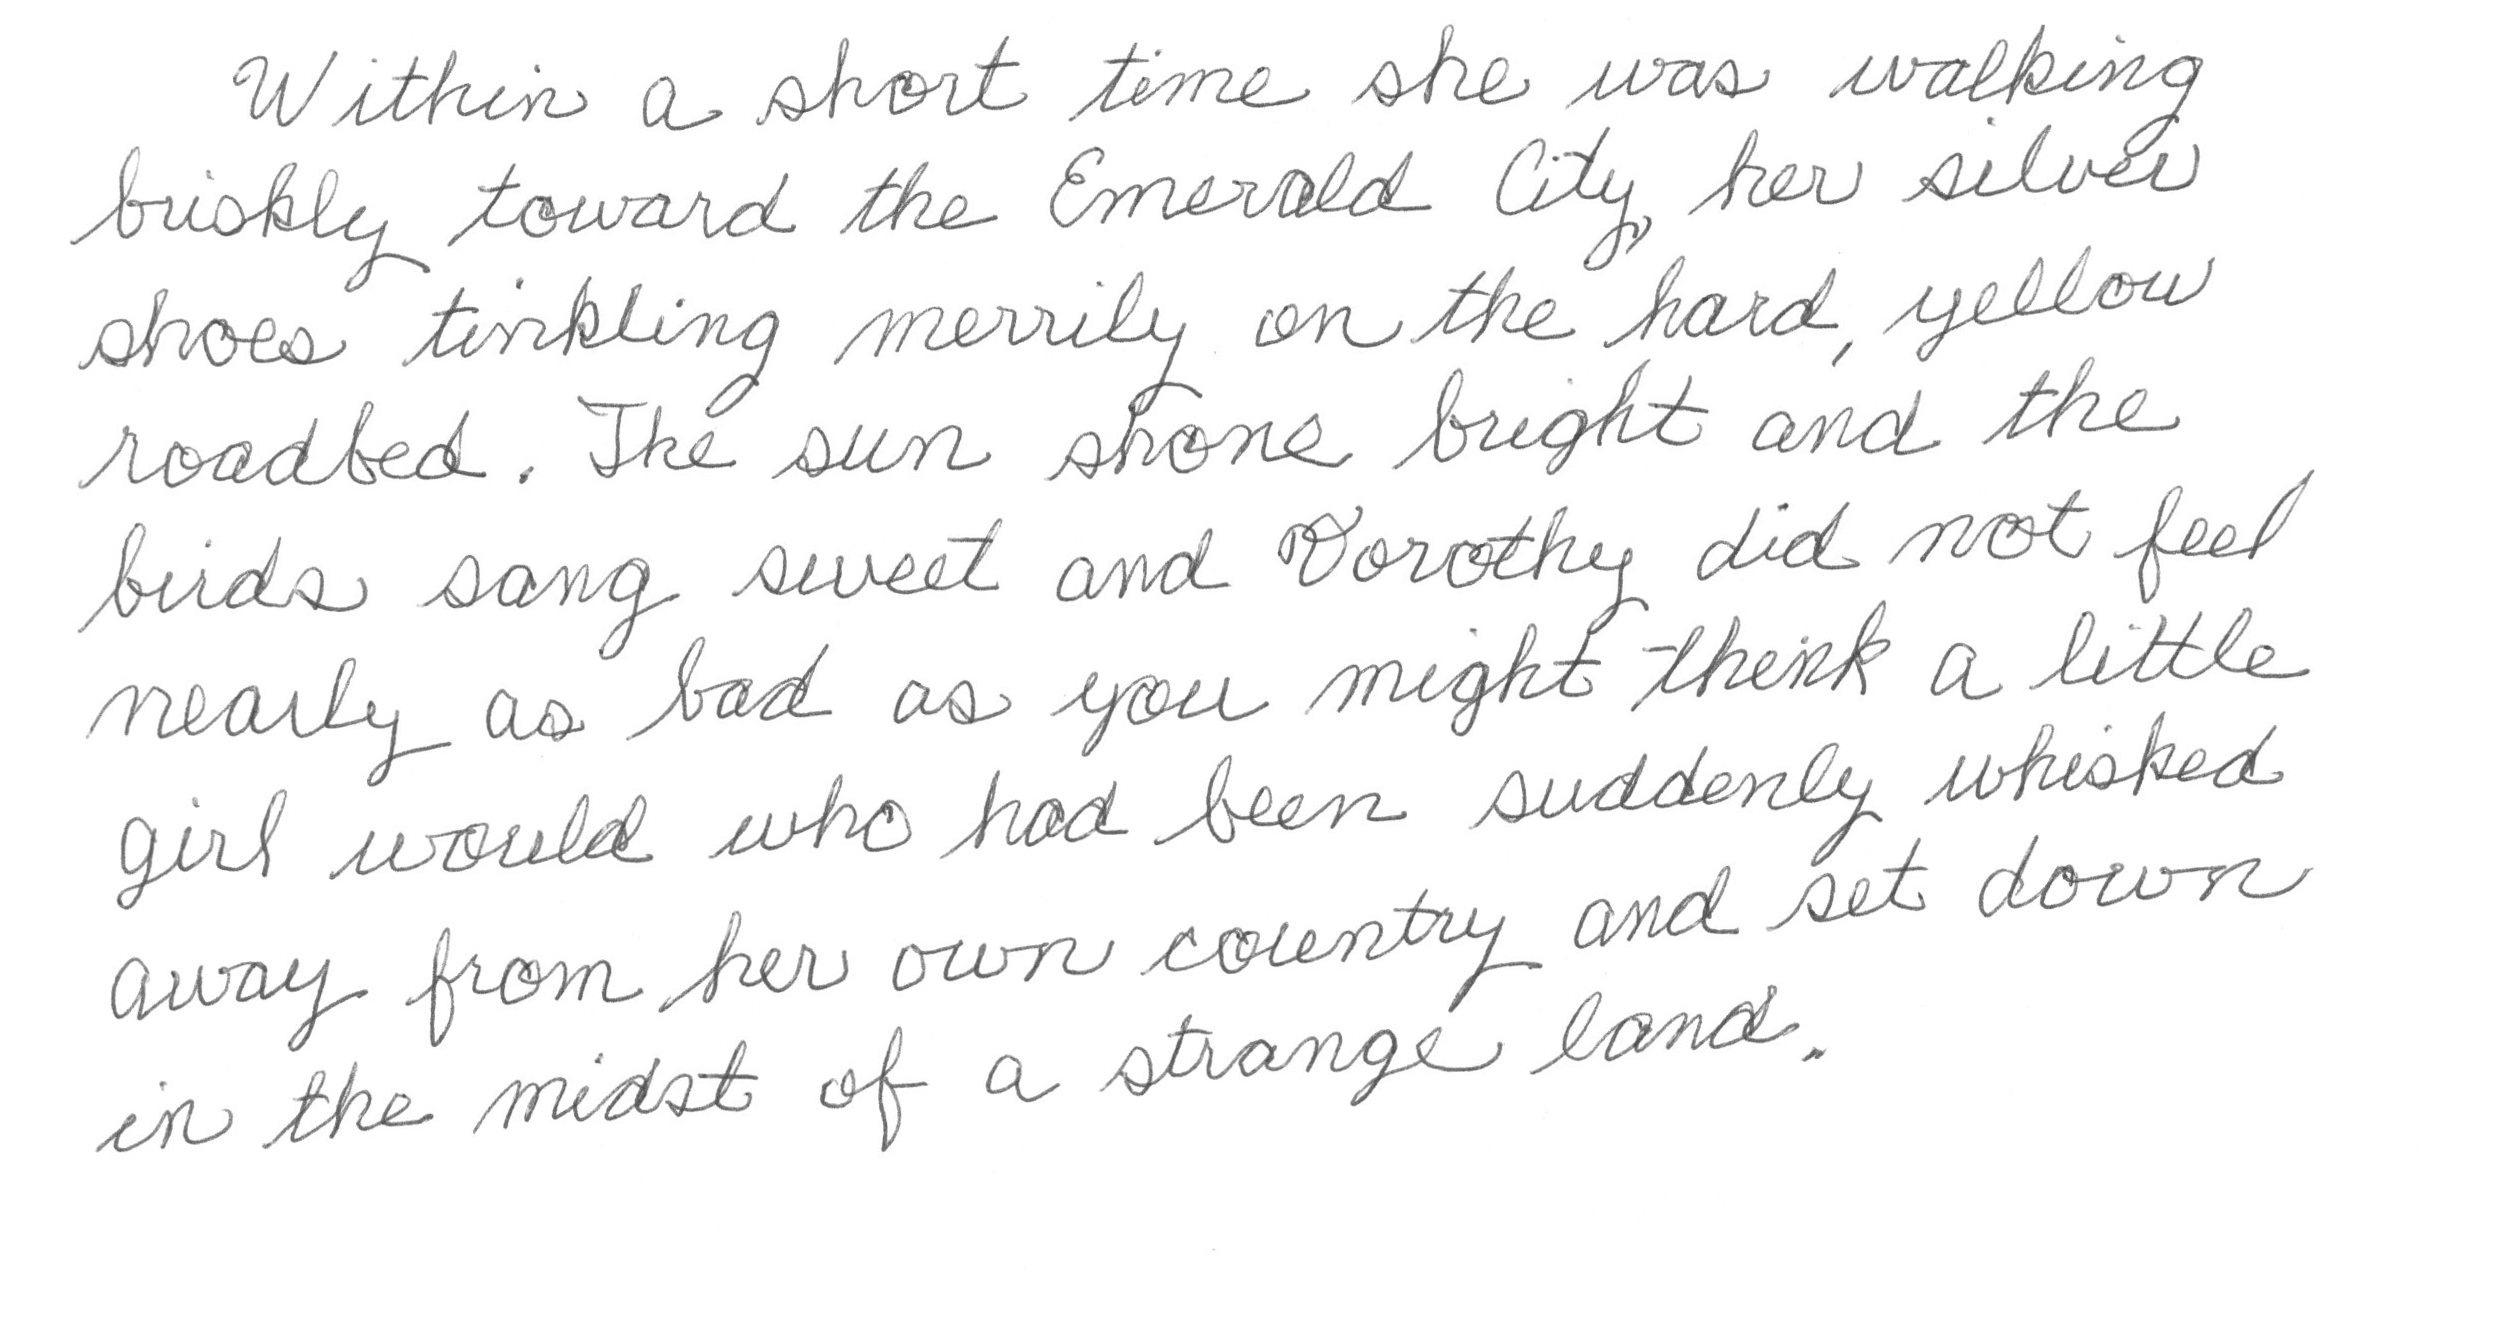 Within a short time she was walking
briskly toward the Emerald City, her silver
shoes tinkling merrily on the hard, yellow
roadbed. The sun shone bright and the
birds sang sweet and Dorothy did not feel
nearly as bad as you might think a little
girl would who had been suddenly whisked
away from her own country and set down
in the midst of a strange land.